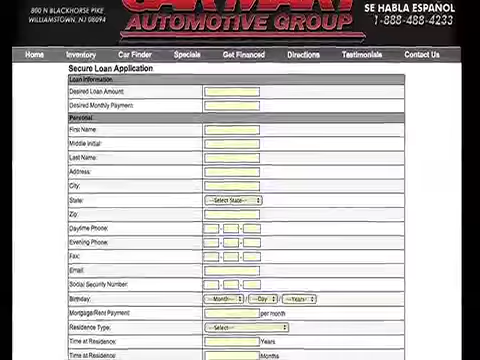 800 N BLACKHORSE PIKE
WILLIAMSTOWN, NJ 08094
CAR MART
AUTOMOTIVE GROUP
SE HABLA ESPAÑOL
1-888-488-4233
Home Inventory Car Finder Specials Get Financed Directions Testimonials Contact Us
Secure Loan Application
Loan Information
Desired Loan Amount:
Desired Monthly Payment:
Personal
First Name:
Middle Initial:
Last Name:
Address:
City:
State: --Select State--
Zip:
Daytime Phone: - -
Evening Phone: - -
Fax: - -
Email:
Social Security Number: - -
Birthday: --Month-- / --Day / --Years--
Mortgage/Rent Payment: per month
Residence Type: --Select--
Time at Residence: Years
Time at Residence: Months